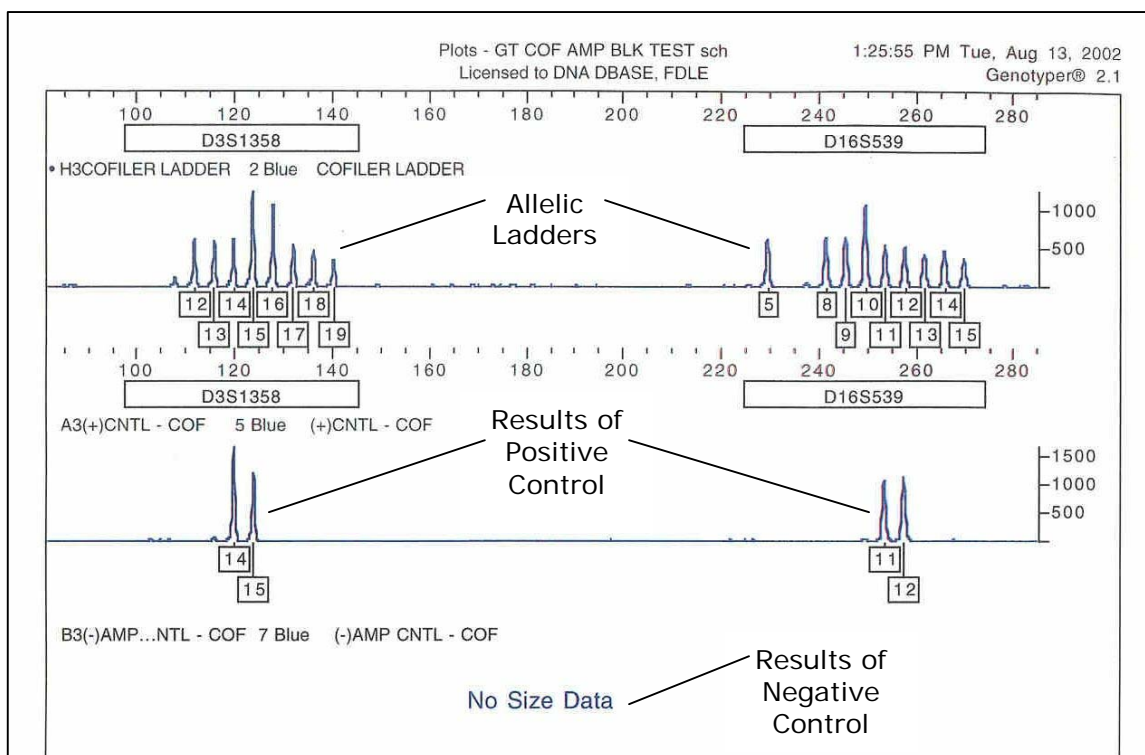 Plots - GT COF AMP BLK TEST sch 1:25:55 PM Tue, Aug 13, 2002
Licensed to DNA DBASE, FDLE Genotyper® 2.1
100 120 140 160 180 200 220 240 260 280
D3S1358 D16S539
• H3COFILER LADDER 2 Blue COFILER LADDER
Allelic
Ladders
1000
500
12 14 16 18 5 8 10 12 14
13 15 17 19 9 11 13 15
100 120 140 160 180 200 220 240 260 280
D3S1358 D16S539
A3(+)CNTL - COF 5 Blue (+)CNTL - COF
Results of
Positive
Control
1500
1000
500
14 11
15 12
B3(-)AMP...NTL - COF 7 Blue (-)AMP CNTL - COF
No Size Data
Results of
Negative
Control